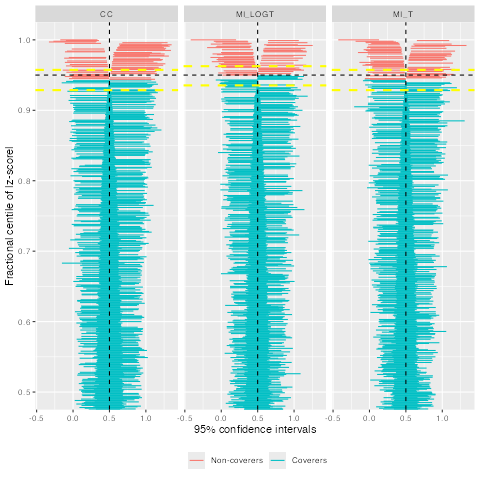 CC MI_LOGT MI_T
Fractional centile of |z-score|
1.0
0.9
0.8
0.7
0.6
0.5
-0.5 0.0 0.5 1.0 -0.5 0.0 0.5 1.0 -0.5 0.0 0.5 1.0
95% confidence intervals
Non-coverers Coverers